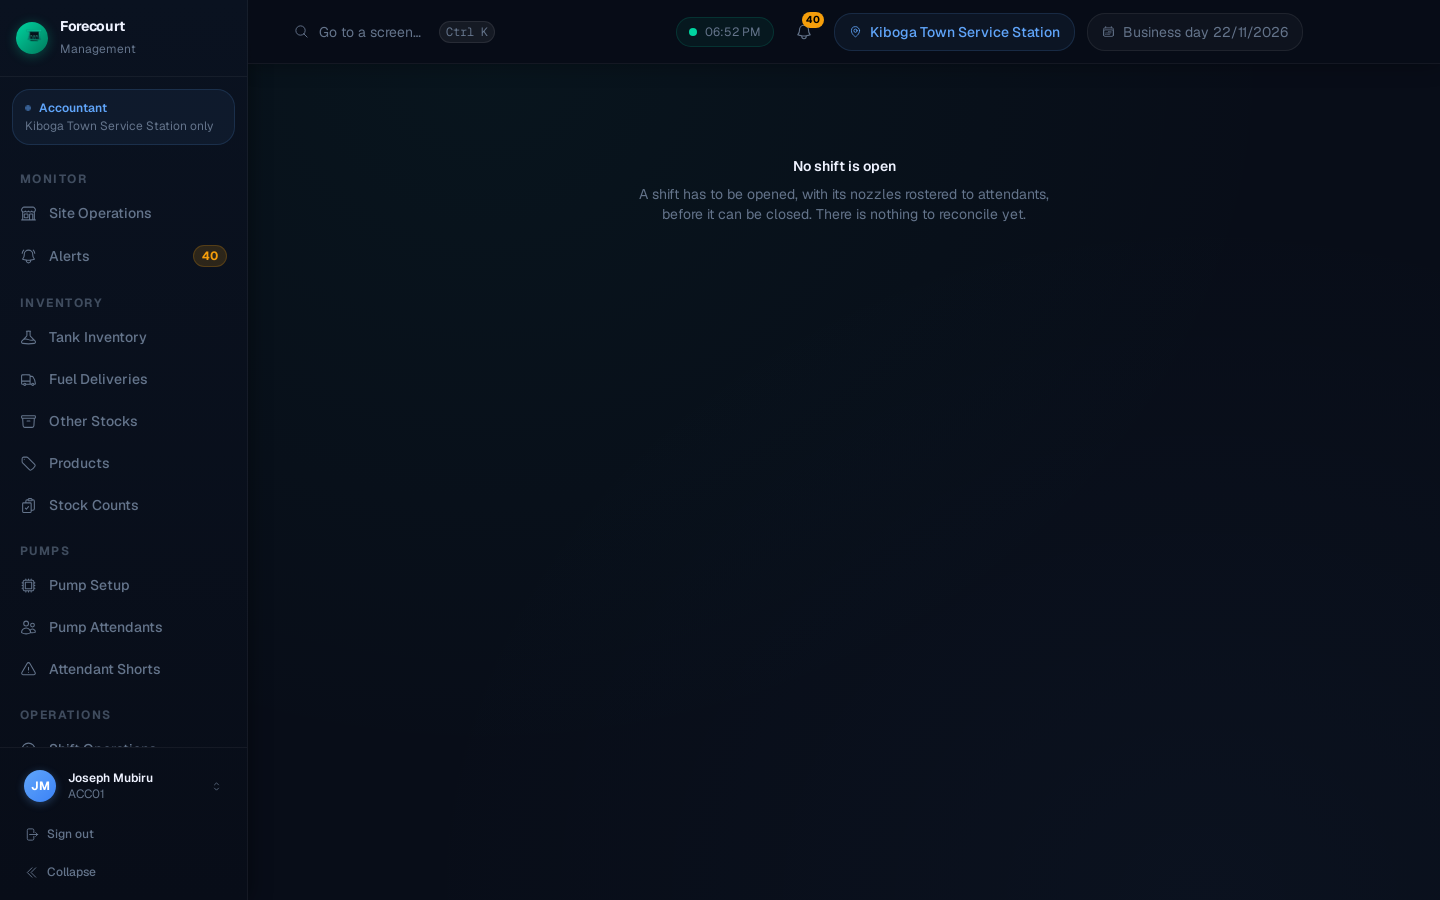 Forecourt
Management
Go to a screen...
Ctrl K
06:52 PM
40
Kiboga Town Service Station
Business day 22/11/2026
Accountant
Kiboga Town Service Station only
MONITOR
Site Operations
Alerts
40
INVENTORY
Tank Inventory
Fuel Deliveries
Other Stocks
Products
Stock Counts
PUMPS
Pump Setup
Pump Attendants
Attendant Shorts
OPERATIONS
Shift Operations
JM
Joseph Mubiru
ACC01
Sign out
Collapse
No shift is open
A shift has to be opened, with its nozzles rostered to attendants,
before it can be closed. There is nothing to reconcile yet.